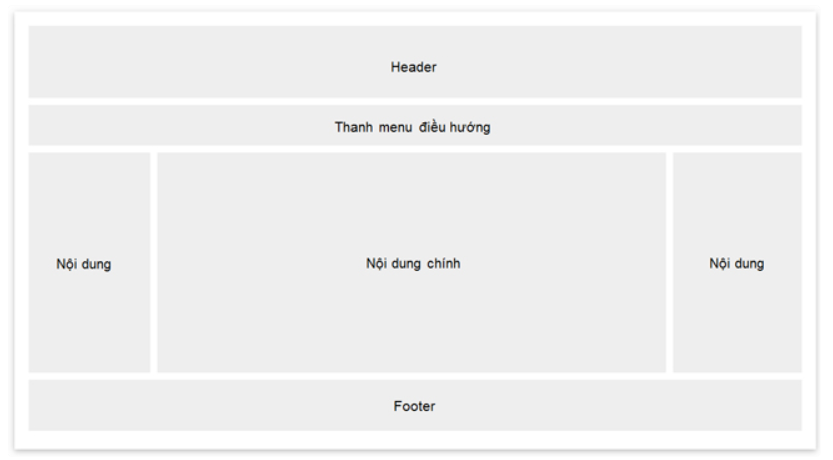 Header
Thanh menu điều hướng
Nội dung
Nội dung chính
Nội dung
Footer